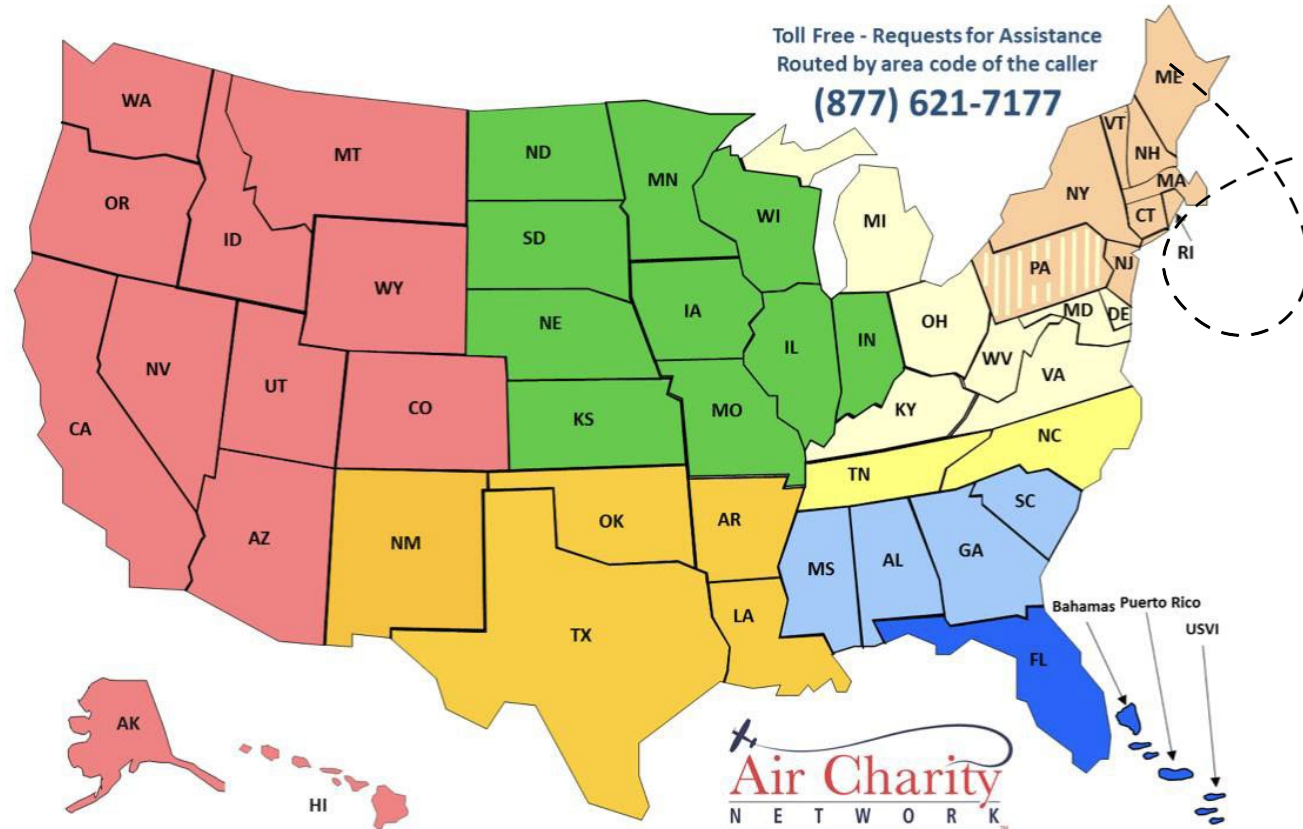 Toll Free - Requests for Assistance
Routed by area code of the caller
(877) 621-7177
WA
MT
ND
MN
ME
VT
NH
OR
ID
SD
WI
MI
NY
MA
CT
RI
WY
NE
IA
PA
NJ
NV
UT
CO
KS
MO
IL
IN
OH
WV
MD
DE
VA
KY
CA
AZ
NM
OK
AR
TN
NC
SC
TX
LA
MS
AL
GA
FL
Bahamas
Puerto Rico
USVI
AK
HI
Air Charity
NETWORK™